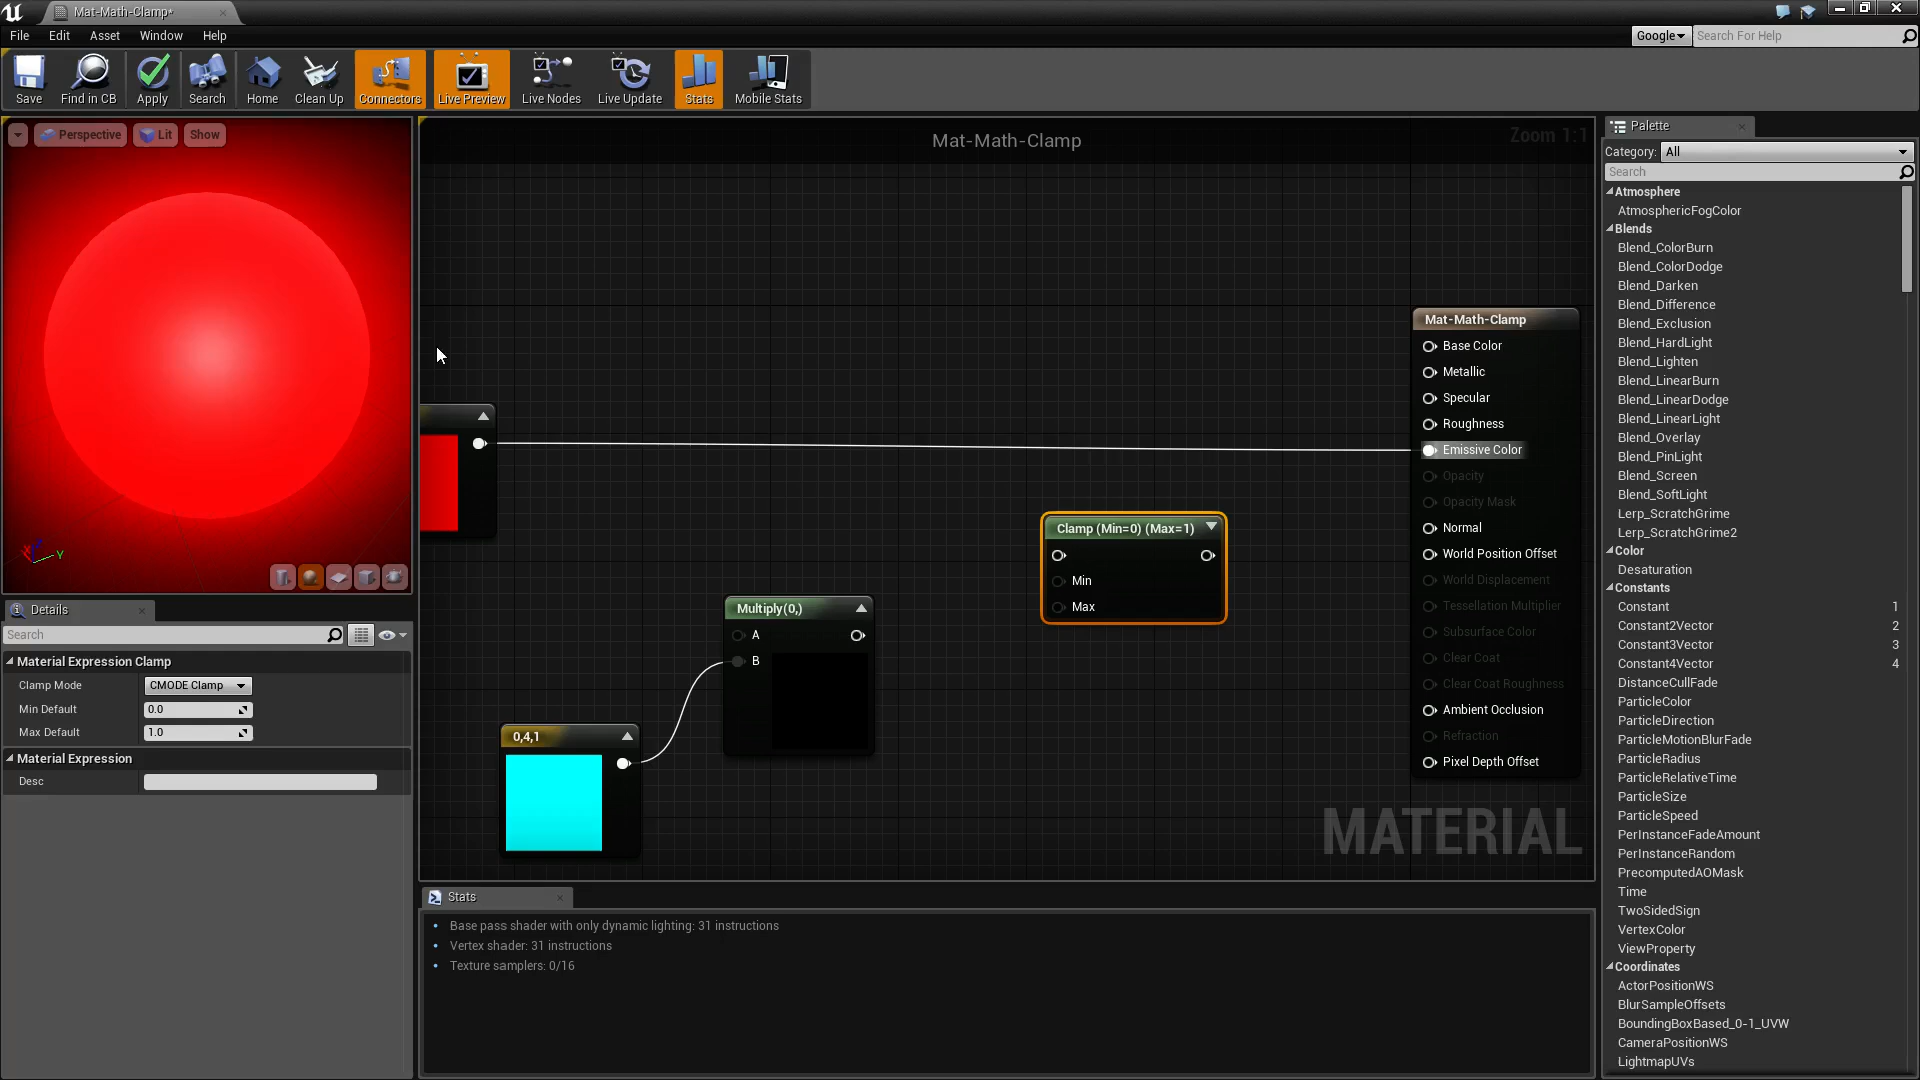 Mat-Math-Clamp*
File Edit Asset Window Help
Google Search For Help
Save Find in CB Apply Search Home Clean Up Connectors Live Preview Live Nodes Live Update Stats Mobile Stats
Perspective Lit Show
X Y
Details
Search
Material Expression Clamp
Clamp Mode CMODE Clamp
Min Default 0.0
Max Default 1.0
Material Expression
Desc
Mat-Math-Clamp
Zoom 1:1
Clamp (Min=0) (Max=1)
Min
Max
Multiply(0,)
A
B
0,4,1
Mat-Math-Clamp
Base Color
Metallic
Specular
Roughness
Emissive Color
Opacity
Opacity Mask
Normal
World Position Offset
World Displacement
Tessellation Multiplier
Subsurface Color
Clear Coat
Clear Coat Roughness
Ambient Occlusion
Refraction
Pixel Depth Offset
MATERIAL
Stats
Base pass shader with only dynamic lighting: 31 instructions
Vertex shader: 31 instructions
Texture samplers: 0/16
Palette
Category: All
Search
Atmosphere
AtmosphericFogColor
Blends
Blend_ColorBurn
Blend_ColorDodge
Blend_Darken
Blend_Difference
Blend_Exclusion
Blend_HardLight
Blend_Lighten
Blend_LinearBurn
Blend_LinearDodge
Blend_LinearLight
Blend_Overlay
Blend_PinLight
Blend_Screen
Blend_SoftLight
Lerp_ScratchGrime
Lerp_ScratchGrime2
Color
Desaturation
Constants
Constant 1
Constant2Vector 2
Constant3Vector 3
Constant4Vector 4
DistanceCullFade
ParticleColor
ParticleDirection
ParticleMotionBlurFade
ParticleRadius
ParticleRelativeTime
ParticleSize
ParticleSpeed
PerInstanceFadeAmount
PerInstanceRandom
PrecomputedAOMask
Time
TwoSidedSign
VertexColor
ViewProperty
Coordinates
ActorPositionWS
BlurSampleOffsets
BoundingBoxBased_0-1_UVW
CameraPositionWS
LightmapUVs